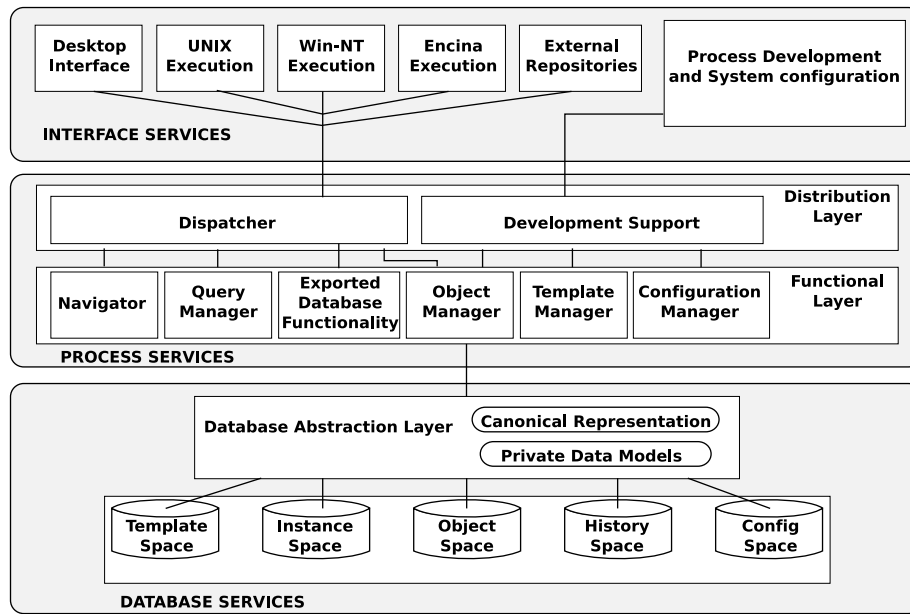 Desktop
Interface
UNIX
Execution
Win-NT
Execution
Encina
Execution
External
Repositories
Process Development
and System configuration
INTERFACE SERVICES
Dispatcher
Development Support
Distribution
Layer
Navigator
Query
Manager
Exported
Database
Functionality
Object
Manager
Template
Manager
Configuration
Manager
Functional
Layer
PROCESS SERVICES
Database Abstraction Layer
Canonical Representation
Private Data Models
Template
Space
Instance
Space
Object
Space
History
Space
Config
Space
DATABASE SERVICES